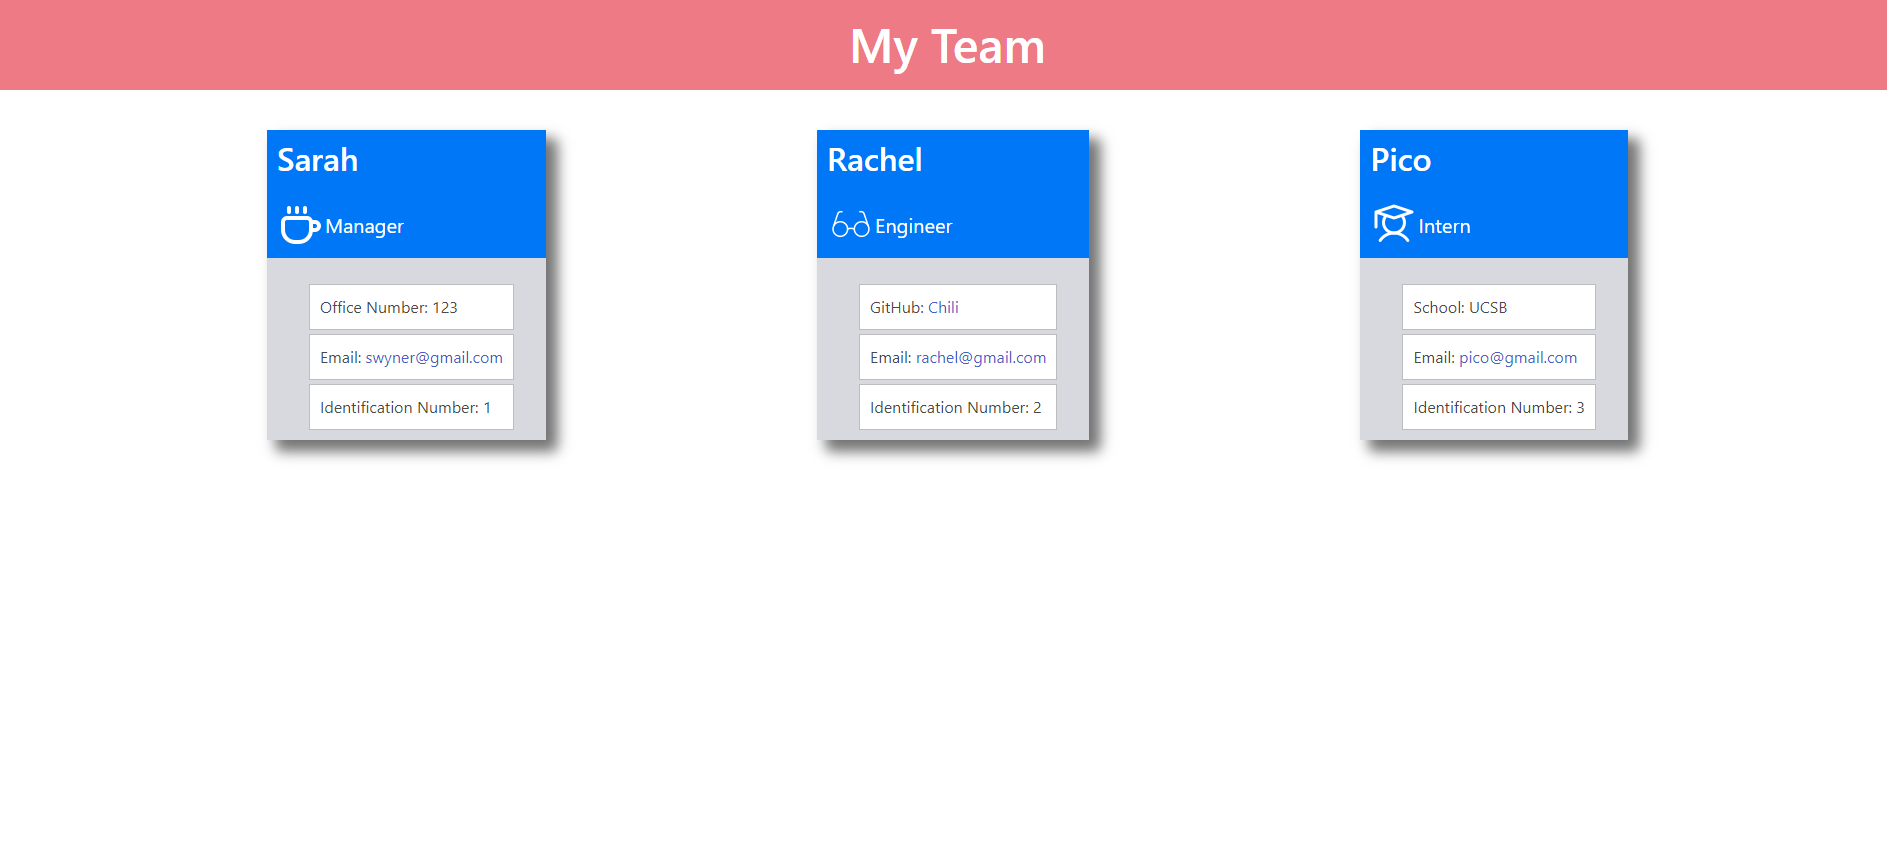 My Team
Sarah
Manager
Office Number: 123
Email: swyner@gmail.com
Identification Number: 1
Rachel
Engineer
GitHub: Chili
Email: rachel@gmail.com
Identification Number: 2
Pico
Intern
School: UCSB
Email: pico@gmail.com
Identification Number: 3